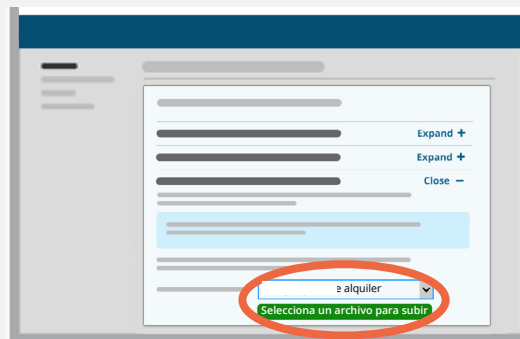 Expand +
Expand +
Close −
e alquiler
Selecciona un archivo para subir